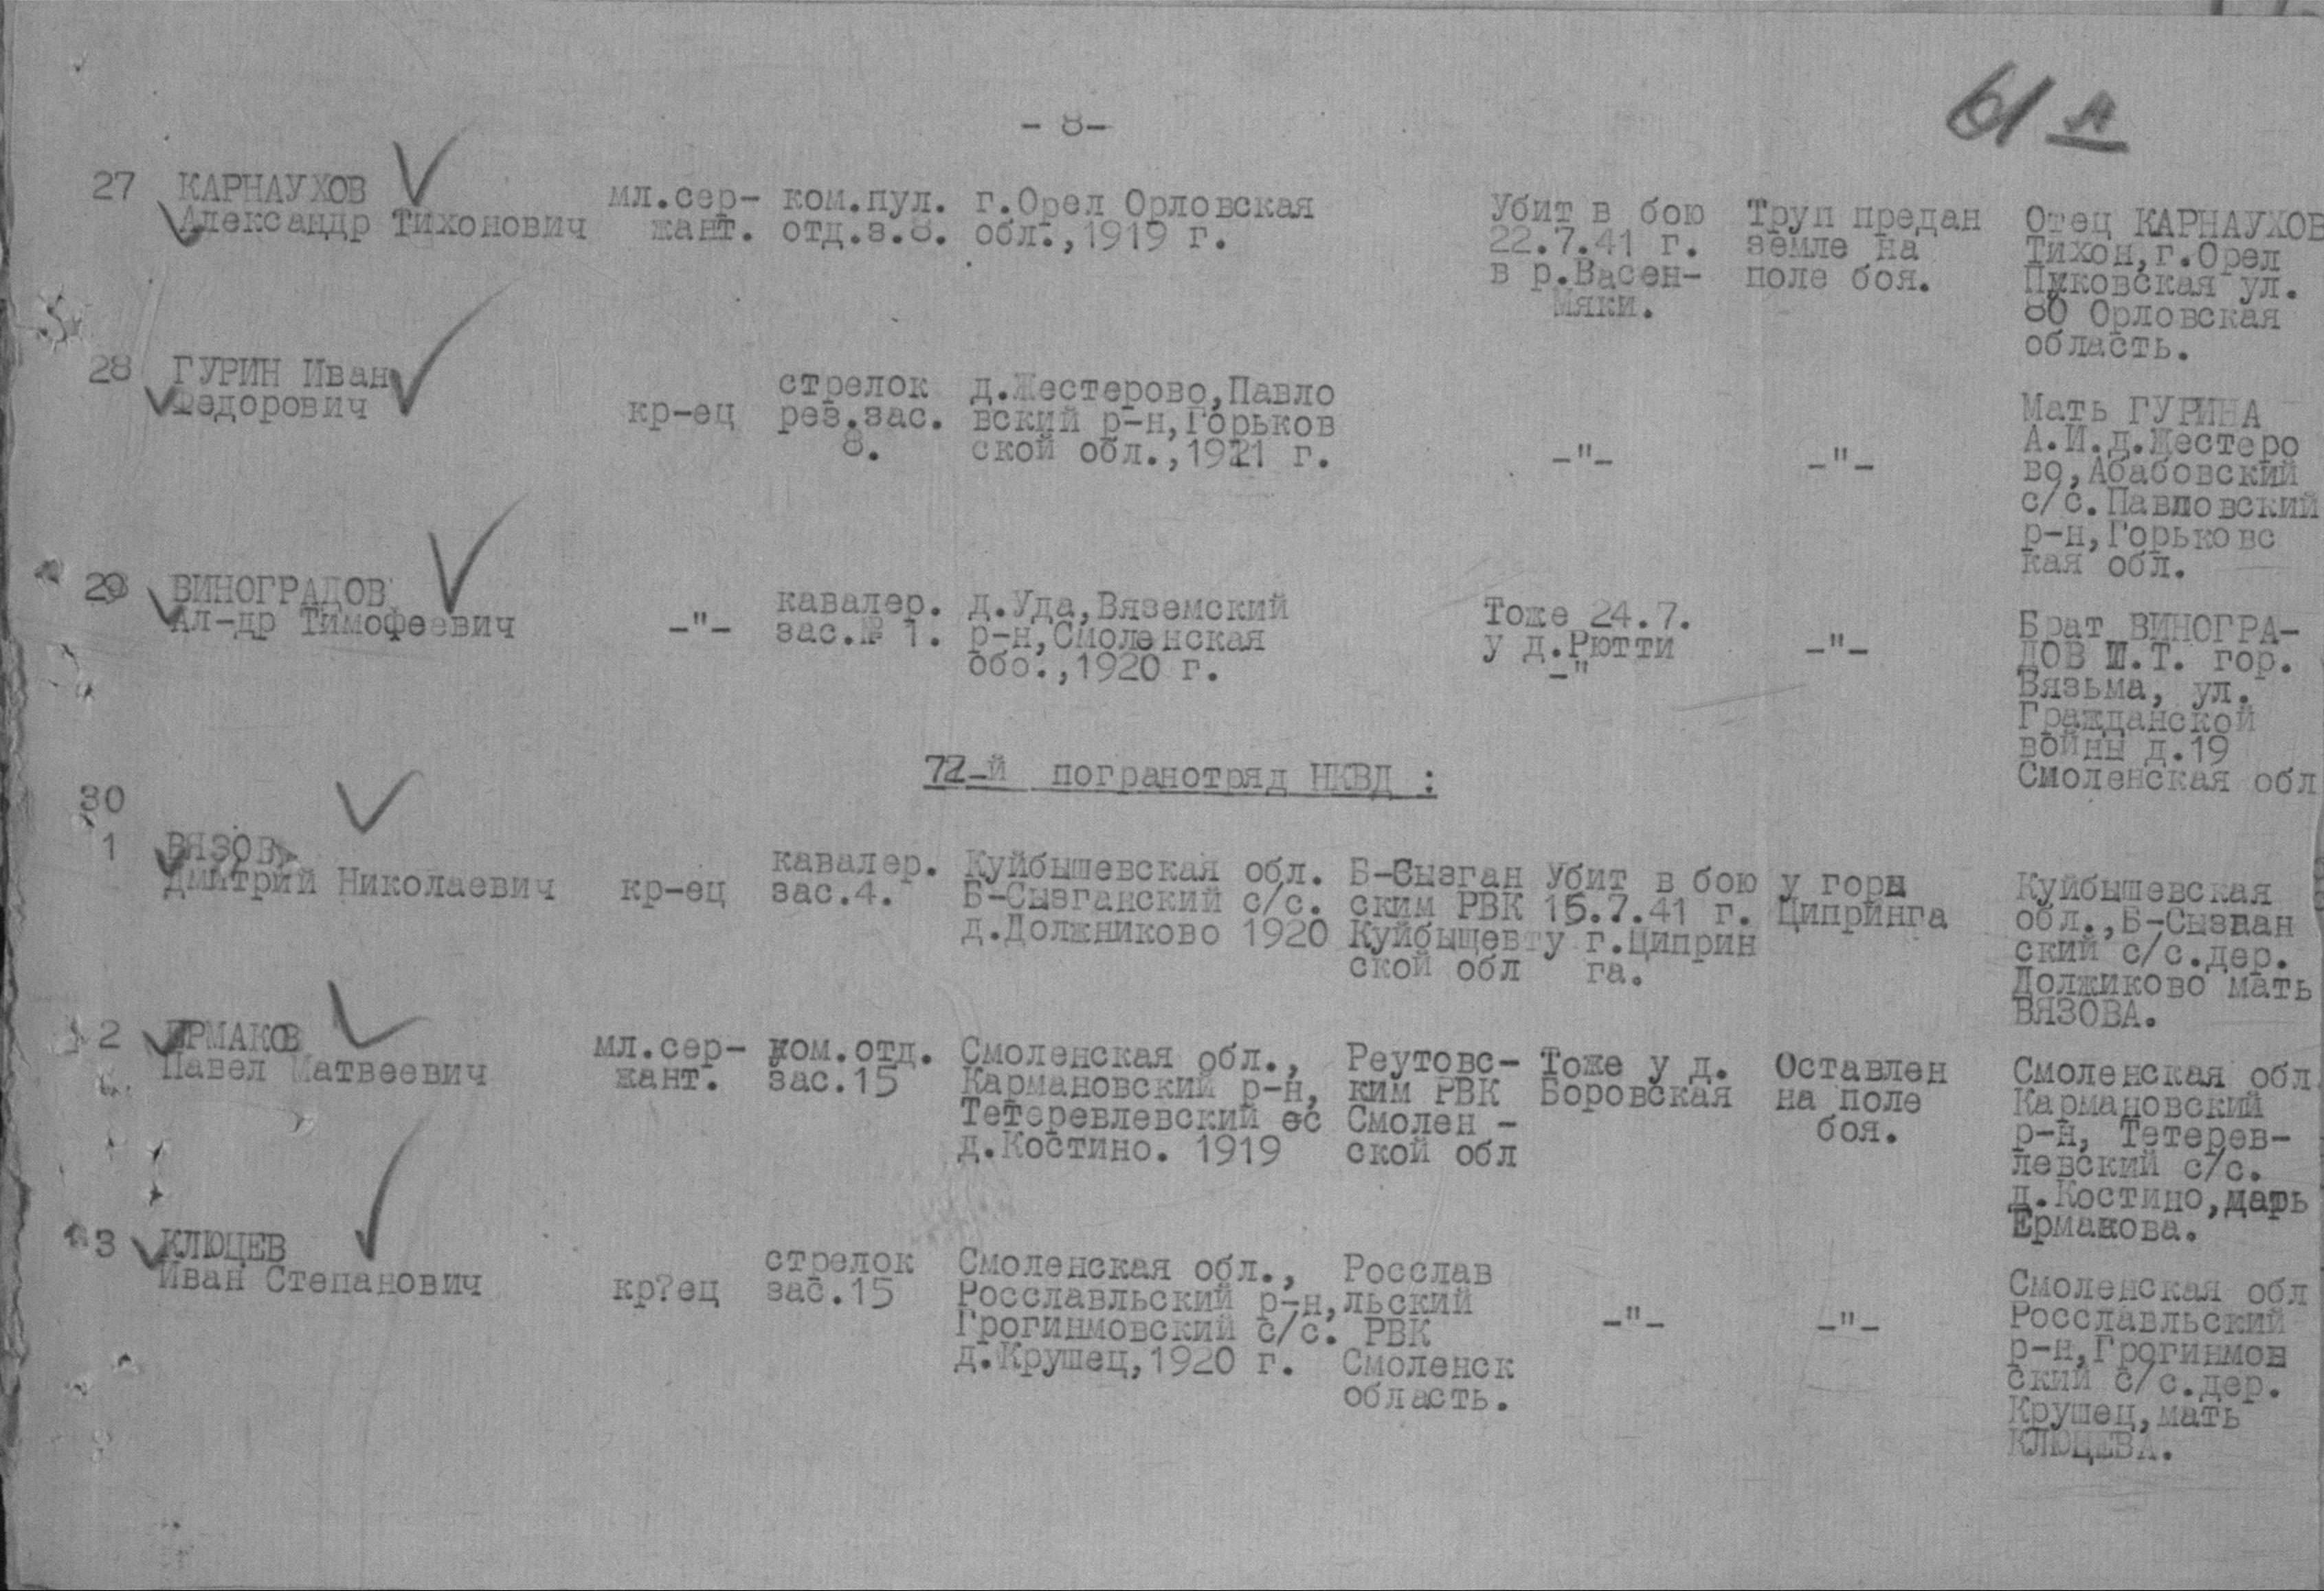 - 8-
61
27 КАРНАУХОВ
Александр Тихонович
мл.сер-
жант.
ком.пул.
отд.з.8.
г.Орел Орловская
обл.,1919 г.
Убит в бою
22.7.41 г.
в р.Васен-
Мяки.
Труп предан
земле на
поле боя.
Отец КАРНАУХОВ
Тихон,г.Орел
Пуковская ул.
80 Орловская
область.
28 ГУРИН Иван
Федорович
кр-ец
стрелок
рез.зас.
8.
д.Жестерово,Павло
вский р-н,Горьков
ской обл.,1921 г.
-"-
-"-
Мать ГУРИНА
А.И.д.Жестеро
во,Абабовский
с/с.Павловский
р-н,Горьковс
кая обл.
29 ВИНОГРАДОВ
Ал-др Тимофеевич
-"-
кавалер.
зас.№ 1.
д.Уда,Вяземский
р-н,Смоленская
обо.,1920 г.
Тоже 24.7.
у д.Рютти
-"
-"-
Брат ВИНОГРА-
ДОВ Т. гор.
Вязьма, ул.
Гражданской
войны д.19
Смоленская обл
72-й погранотряд НКВД :
30
1 ВЯЗОВ
Дмитрий Николаевич
кр-ец
кавалер.
зас.4.
Куйбышевская обл.
Б-Сызганский с/с.
д.Должниково 1920
Б-Сызган
ским РВК
Куйбыщев
ской обл
Убит в бою
15.7.41 г.
у г.Циприн
га.
у горы
Ципринга
Куйбышевская
обл.,Б-Сызган
ский с/с.дер.
Должиково мать
ВЯЗОВА.
2 ЕРМАКОВ
Павел Матвеевич
мл.сер-
жант.
ком.отд.
зас.15
Смоленская обл.,
Кармановский р-н,
Тетеревлевский сс
д.Костино. 1919
Реутовс-
ким РВК
Смолен -
ской обл
Тоже у д.
Боровская
Оставлен
на поле
боя.
Смоленская обл
Кармановский
р-н, Тетерев-
левский с/с.
д.Костино,мать
Ермакова.
3 КЛЮЦЕВ
Иван Степанович
кр?ец
стрелок
зас.15
Смоленская обл.,
Росславльский р-н,
Грогинмовский с/с.
д.Крушец,1920 г.
Росслав
льский
РВК
Смоленск
область.
-"-
-"-
Смоленская обл
Росславльский
р-н,Грогинмов
ский с/с.дер.
Крушец,мать
КЛЮЦЕВА.